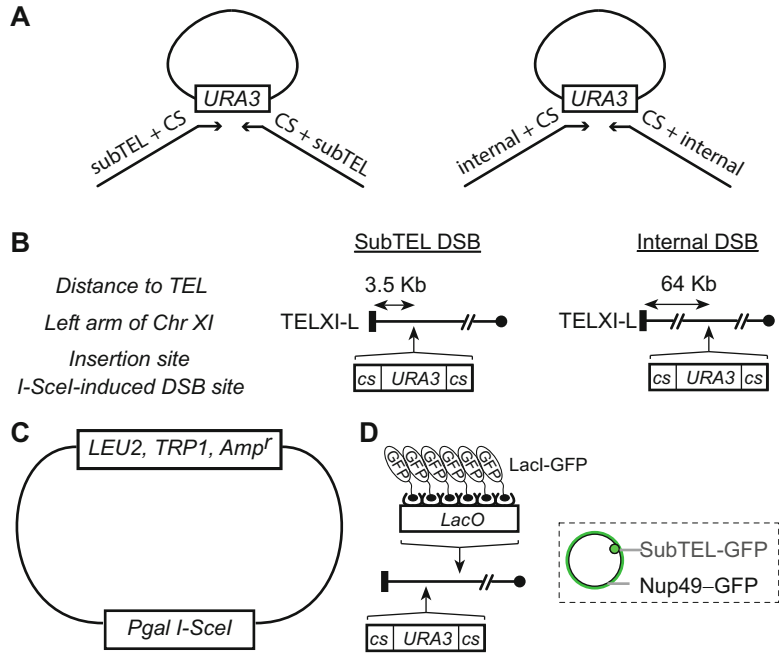 A
URA3
subTEL + CS
CS + subTEL
URA3
internal + CS
CS + internal
B
SubTEL DSB
Internal DSB
Distance to TEL
3.5 Kb
64 Kb
Left arm of Chr XI
TELXI-L
TELXI-L
Insertion site
I-SceI-induced DSB site
cs URA3 cs
cs URA3 cs
C
LEU2, TRP1, Ampr
Pgal I-SceI
D
GFP GFP GFP GFP GFP GFP
LacI-GFP
LacO
cs URA3 cs
SubTEL-GFP
Nup49–GFP